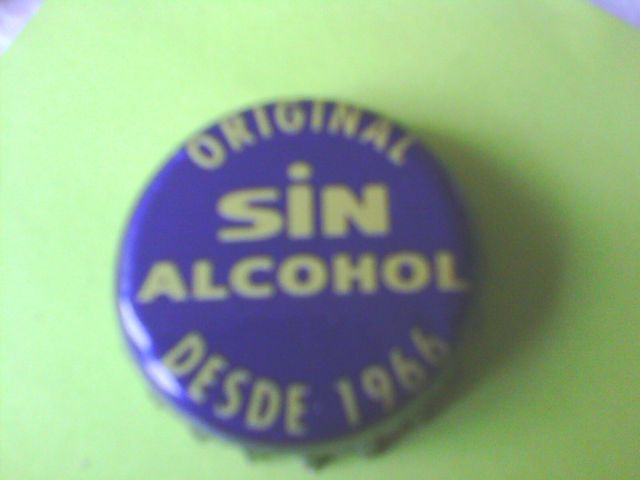 ORIGINAL
SiN
ALCOHOL
DESDE 1966